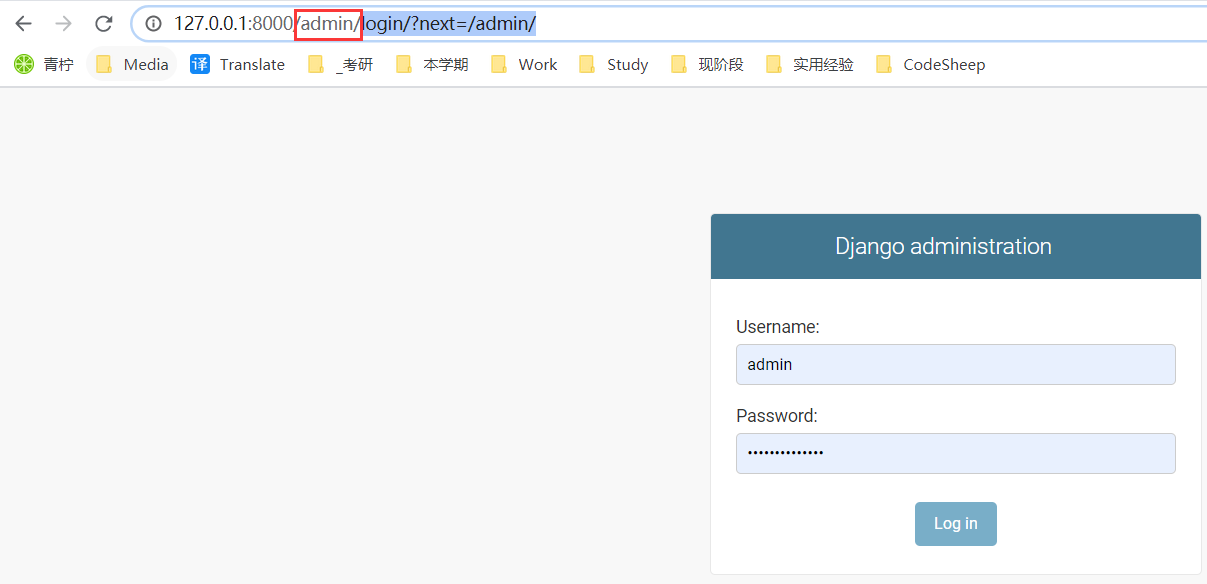 127.0.0.1:8000/admin/login/?next=/admin/
青柠 Media 译 Translate _考研 本学期 Work Study 现阶段 实用经验 CodeSheep
Django administration
Username:
admin
Password:
••••••••••••••
Log in